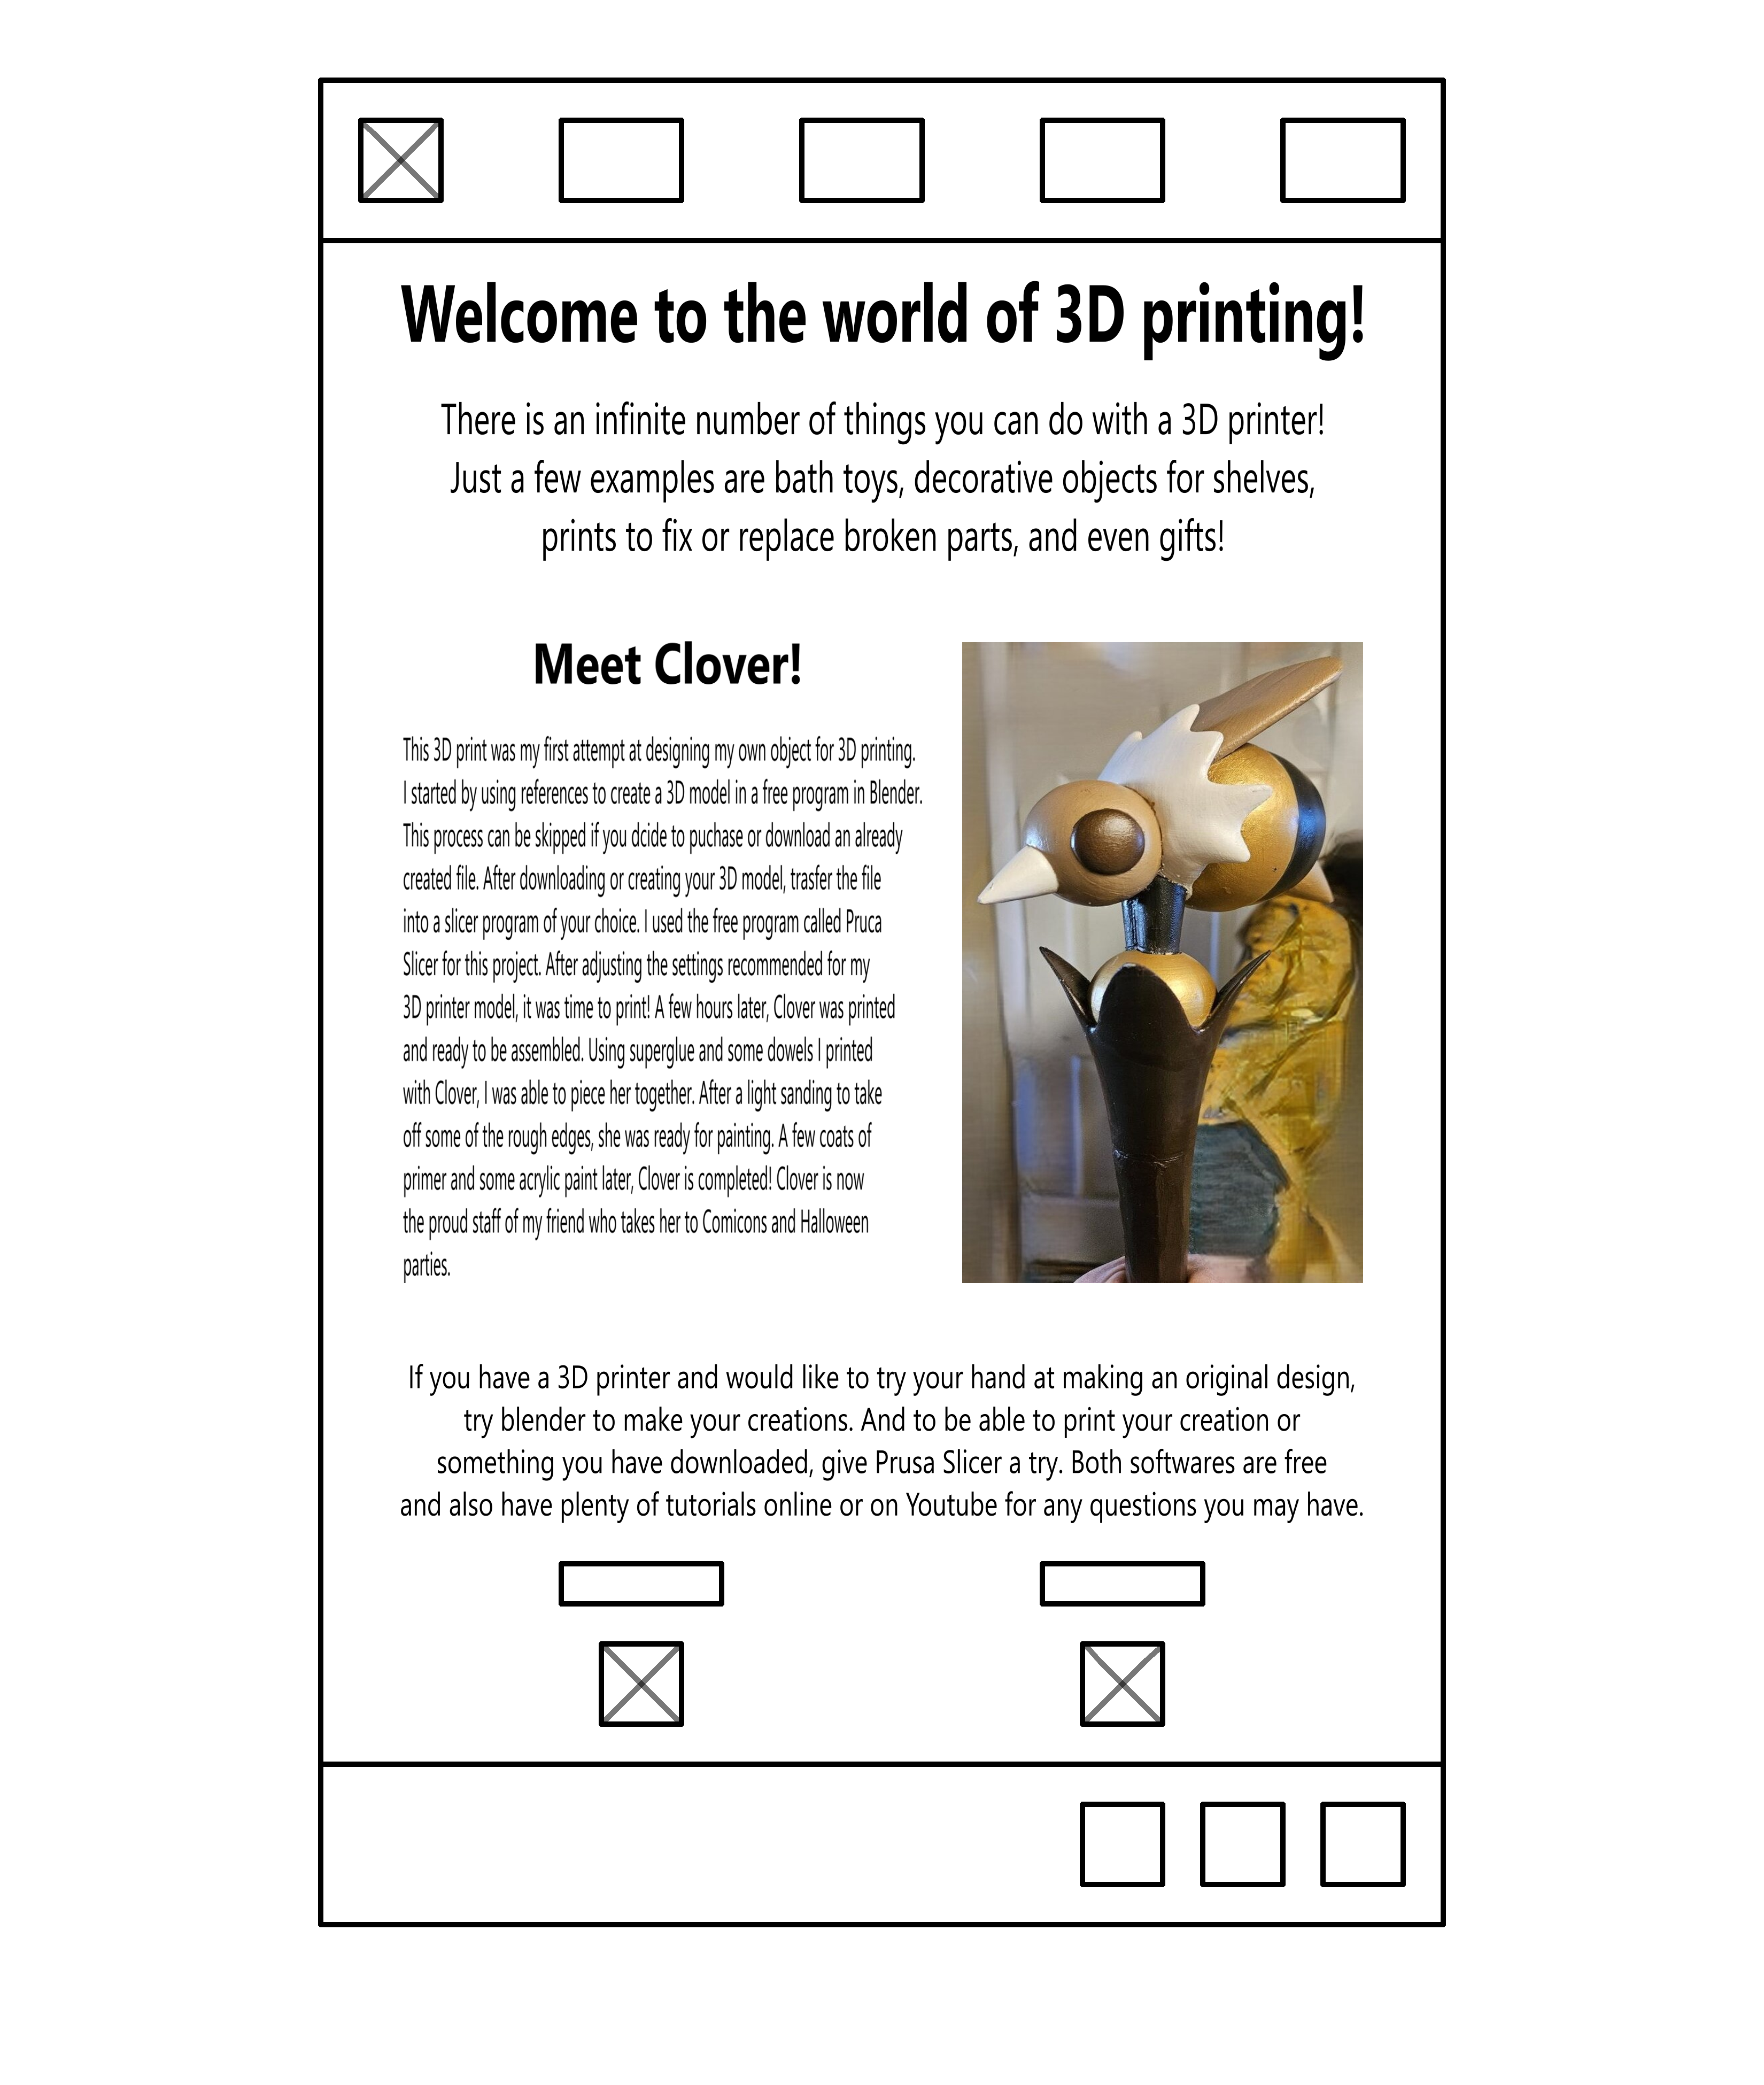 Welcome to the world of 3D printing!
There is an infinite number of things you can do with a 3D printer!
Just a few examples are bath toys, decorative objects for shelves,
prints to fix or replace broken parts, and even gifts!
Meet Clover!
This 3D print was my first attempt at designing my own object for 3D printing.
I started by using references to create a 3D model in a free program in Blender.
This process can be skipped if you dcide to puchase or download an already
created file. After downloading or creating your 3D model, trasfer the file
into a slicer program of your choice. I used the free program called Pruca
Slicer for this project. After adjusting the settings recommended for my
3D printer model, it was time to print! A few hours later, Clover was printed
and ready to be assembled. Using superglue and some dowels I printed
with Clover, I was able to piece her together. After a light sanding to take
off some of the rough edges, she was ready for painting. A few coats of
primer and some acrylic paint later, Clover is completed! Clover is now
the proud staff of my friend who takes her to Comicons and Halloween
parties.
If you have a 3D printer and would like to try your hand at making an original design,
try blender to make your creations. And to be able to print your creation or
something you have downloaded, give Prusa Slicer a try. Both softwares are free
and also have plenty of tutorials online or on Youtube for any questions you may have.